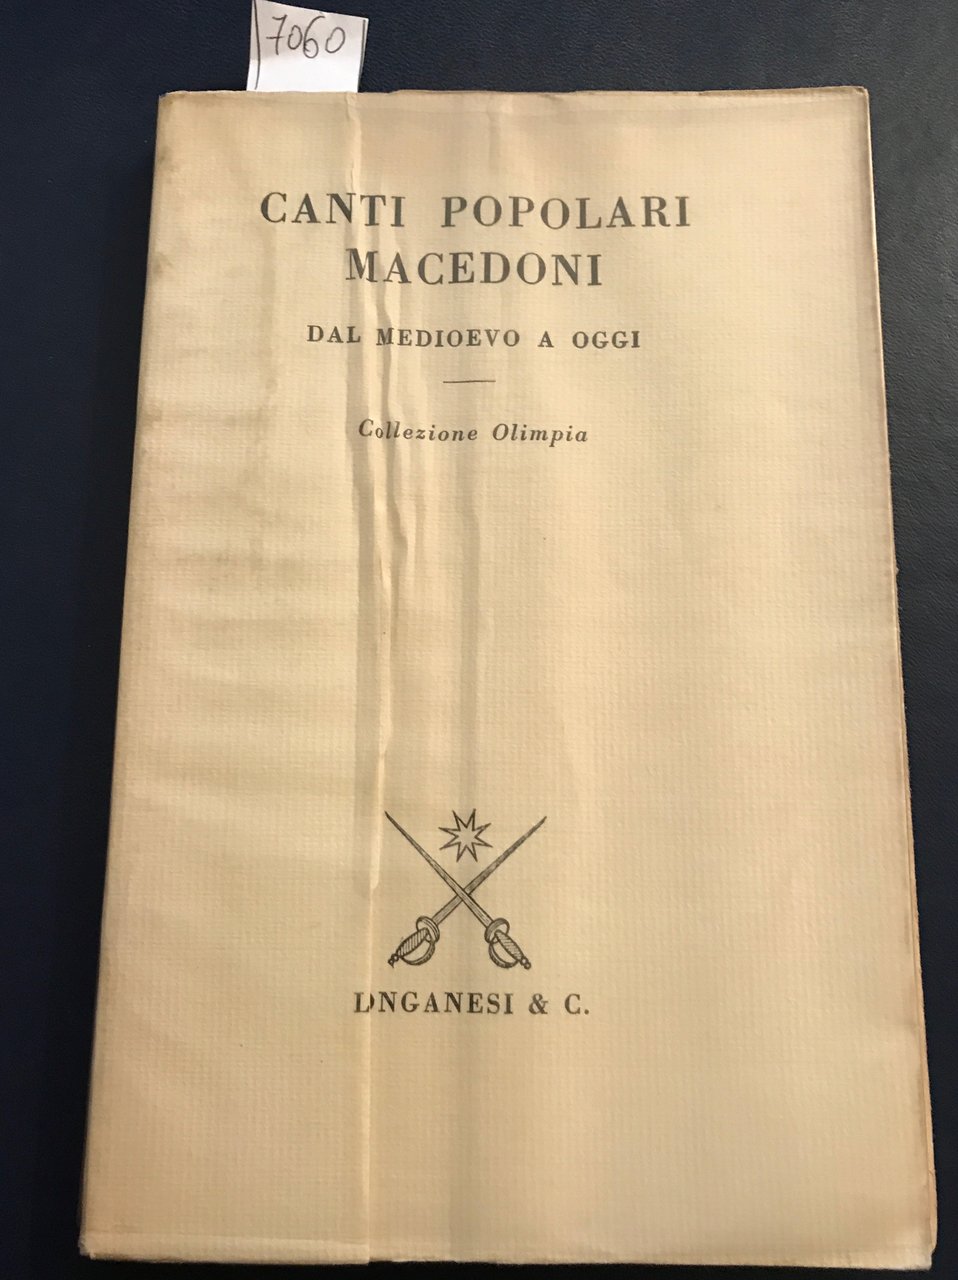 7060
CANTI POPOLARI
MACEDONI
DAL MEDIOEVO A OGGI
Collezione Olimpia
LONGANESI & C.